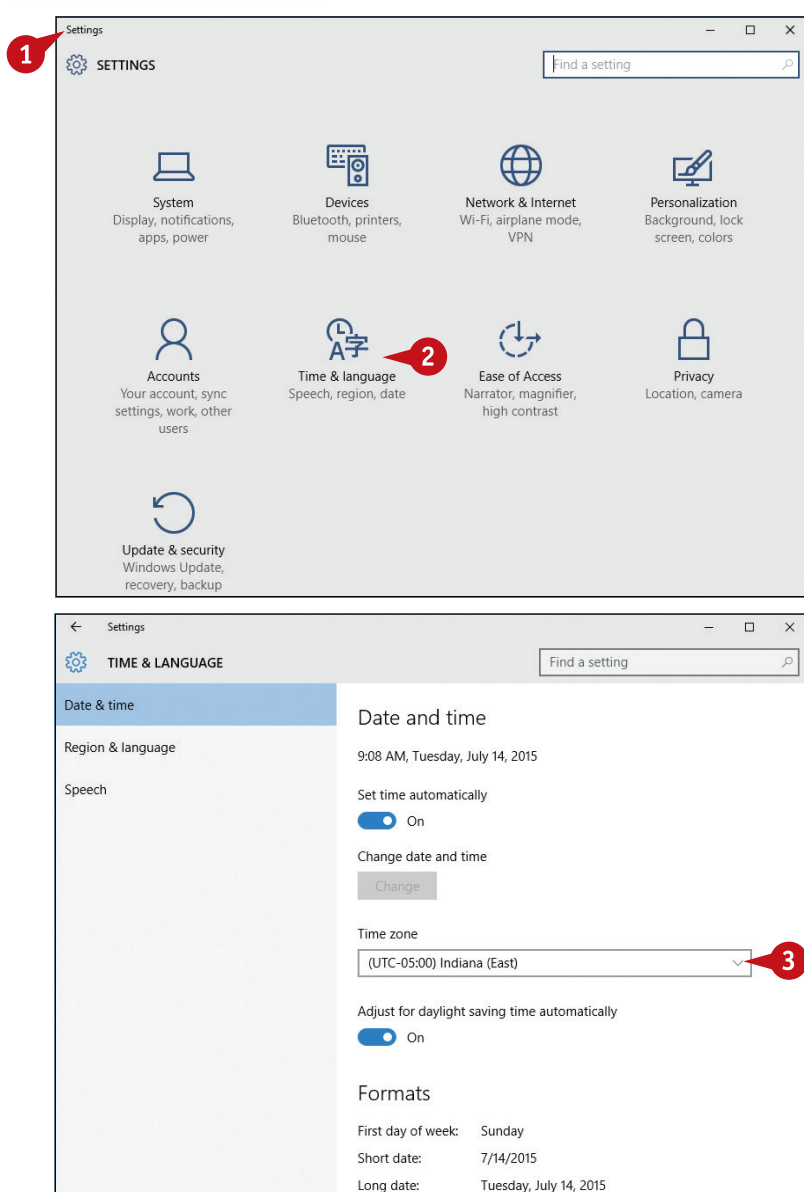 Settings
1
SETTINGS
Find a setting
System
Display, notifications,
apps, power
Devices
Bluetooth, printers,
mouse
Network & Internet
Wi-Fi, airplane mode,
VPN
Personalization
Background, lock
screen, colors
Accounts
Your account, sync
settings, work, other
users
A字
2
Time & language
Speech, region, date
Ease of Access
Narrator, magnifier,
high contrast
Privacy
Location, camera
Update & security
Windows Update,
recovery, backup
Settings
TIME & LANGUAGE
Find a setting
Date & time
Region & language
Speech
Date and time
9:08 AM, Tuesday, July 14, 2015
Set time automatically
On
Change date and time
Change
Time zone
(UTC-05:00) Indiana (East)
3
Adjust for daylight saving time automatically
On
Formats
First day of week: Sunday
Short date: 7/14/2015
Long date: Tuesday, July 14, 2015